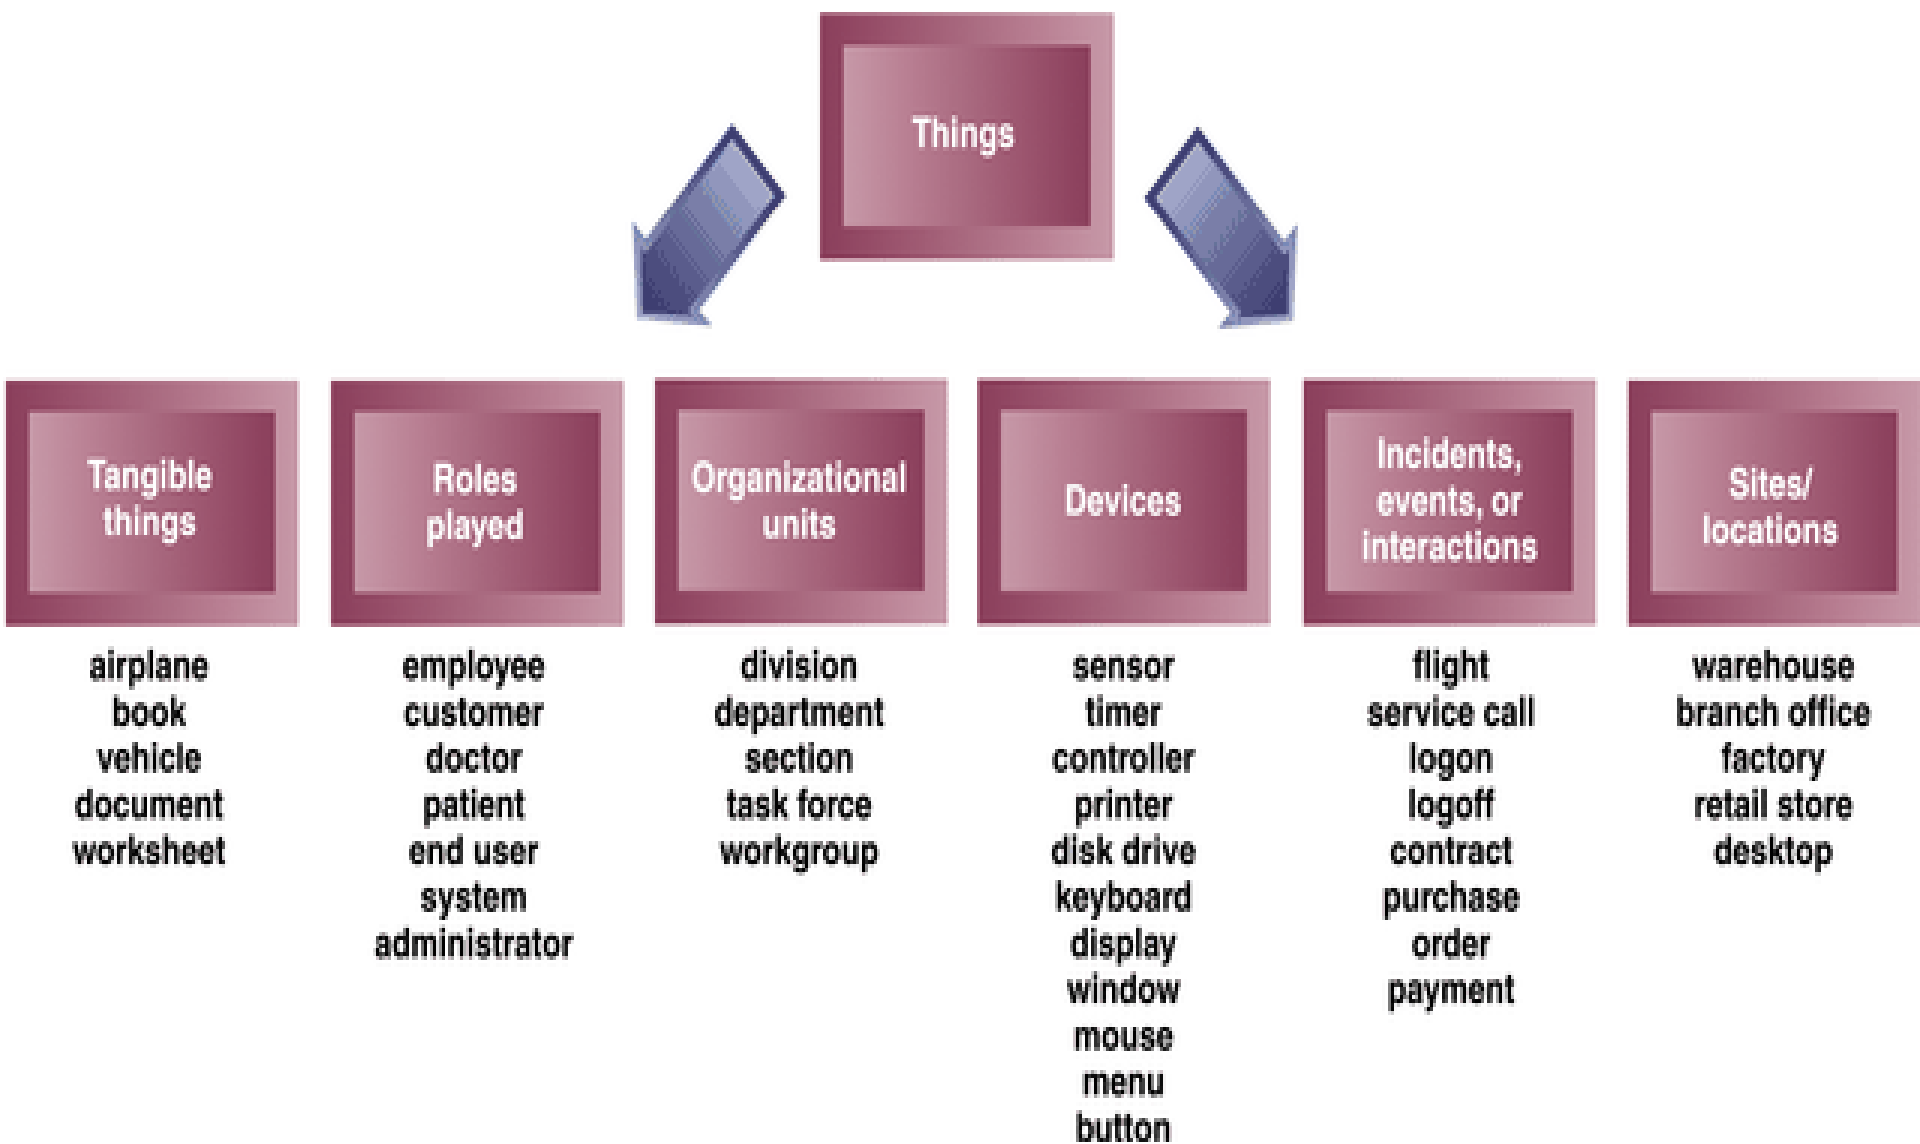 Things
Tangible
things
airplane
book
vehicle
document
worksheet
Roles
played
employee
customer
doctor
patient
end user
system
administrator
Organizational
units
division
department
section
task force
workgroup
Devices
sensor
timer
controller
printer
disk drive
keyboard
display
window
mouse
menu
button
Incidents,
events, or
interactions
flight
service call
logon
logoff
contract
purchase
order
payment
Sites/
locations
warehouse
branch office
factory
retail store
desktop